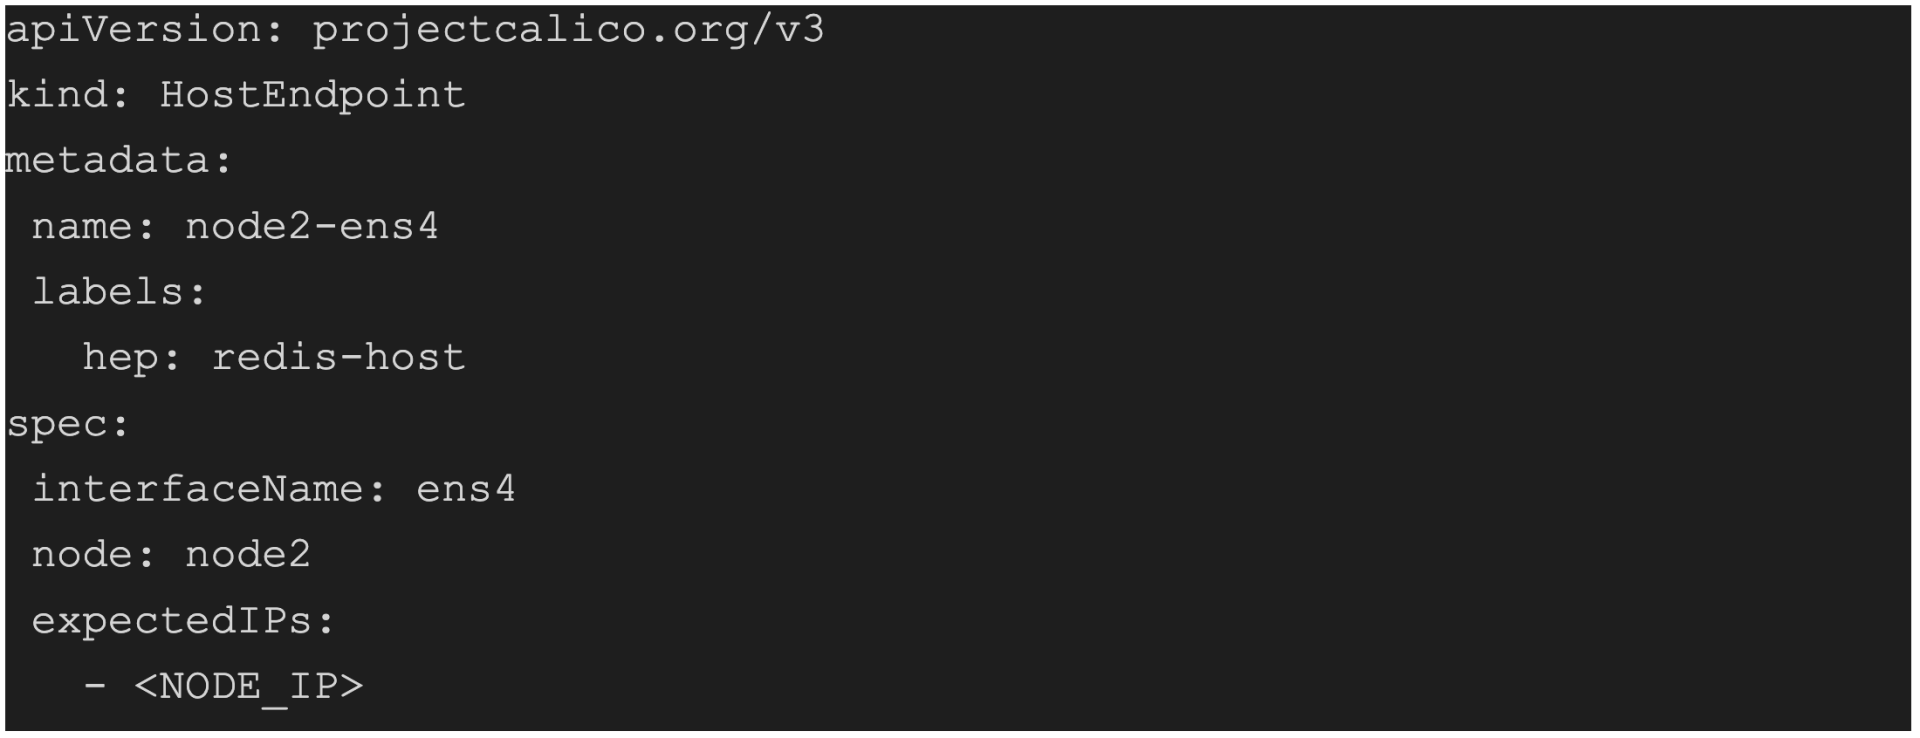 apiVersion: projectcalico.org/v3
kind: HostEndpoint
metadata:
 name: node2-ens4
 labels:
   hep: redis-host
spec:
 interfaceName: ens4
 node: node2
 expectedIPs:
   - <NODE_IP>